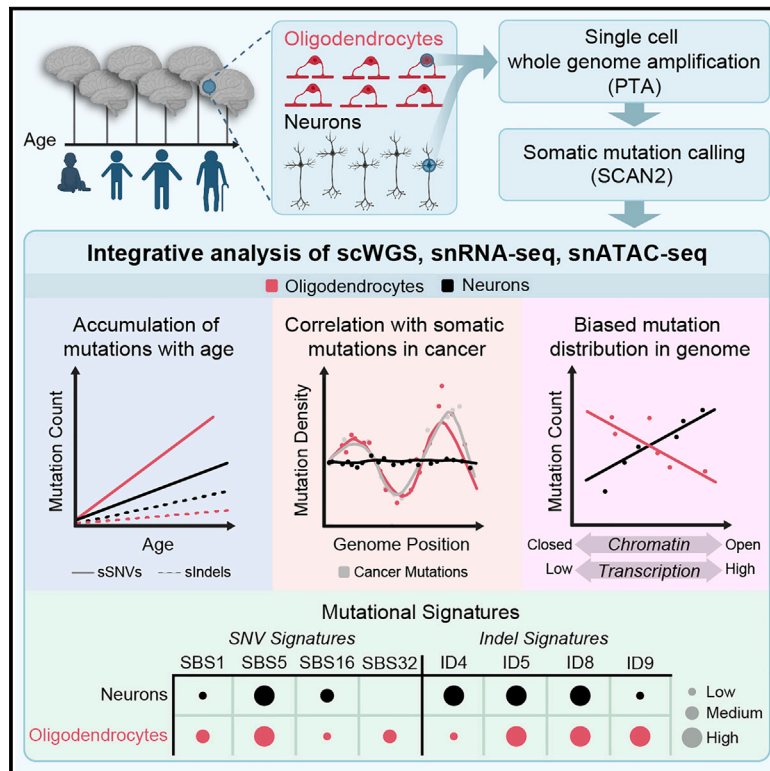 Oligodendrocytes
Neurons
Age
Single cell
whole genome amplification
(PTA)
Somatic mutation calling
(SCAN2)
Integrative analysis of scWGS, snRNA-seq, snATAC-seq
Oligodendrocytes Neurons
Accumulation of
mutations with age
Mutation Count
Age
sSNVs sIndels
Correlation with somatic
mutations in cancer
Mutation Density
Genome Position
Cancer Mutations
Biased mutation
distribution in genome
Mutation Count
Closed Chromatin Open
Low Transcription High
Mutational Signatures
SNV Signatures Indel Signatures
SBS1 SBS5 SBS16 SBS32 ID4 ID5 ID8 ID9
Neurons
Oligodendrocytes
Low
Medium
High